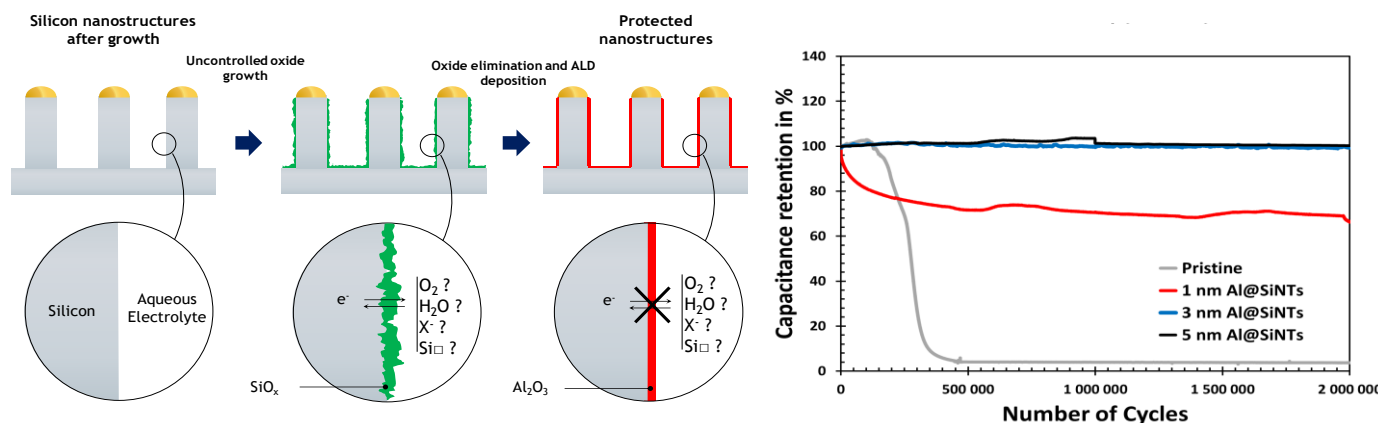 Silicon nanostructures
after growth
Uncontrolled oxide
growth
Oxide elimination and ALD
deposition
Protected
nanostructures
Silicon
Aqueous
Electrolyte
e-
O2 ?
H2O ?
X- ?
Si□ ?
SiOx
e-
O2 ?
H2O ?
X- ?
Si□ ?
Al2O3
Capacitance retention in %
140
120
100
80
60
40
20
0
Pristine
1 nm Al@SiNTs
3 nm Al@SiNTs
5 nm Al@SiNTs
0
500 000
1 000 000
1 500 000
2 000 000
Number of Cycles